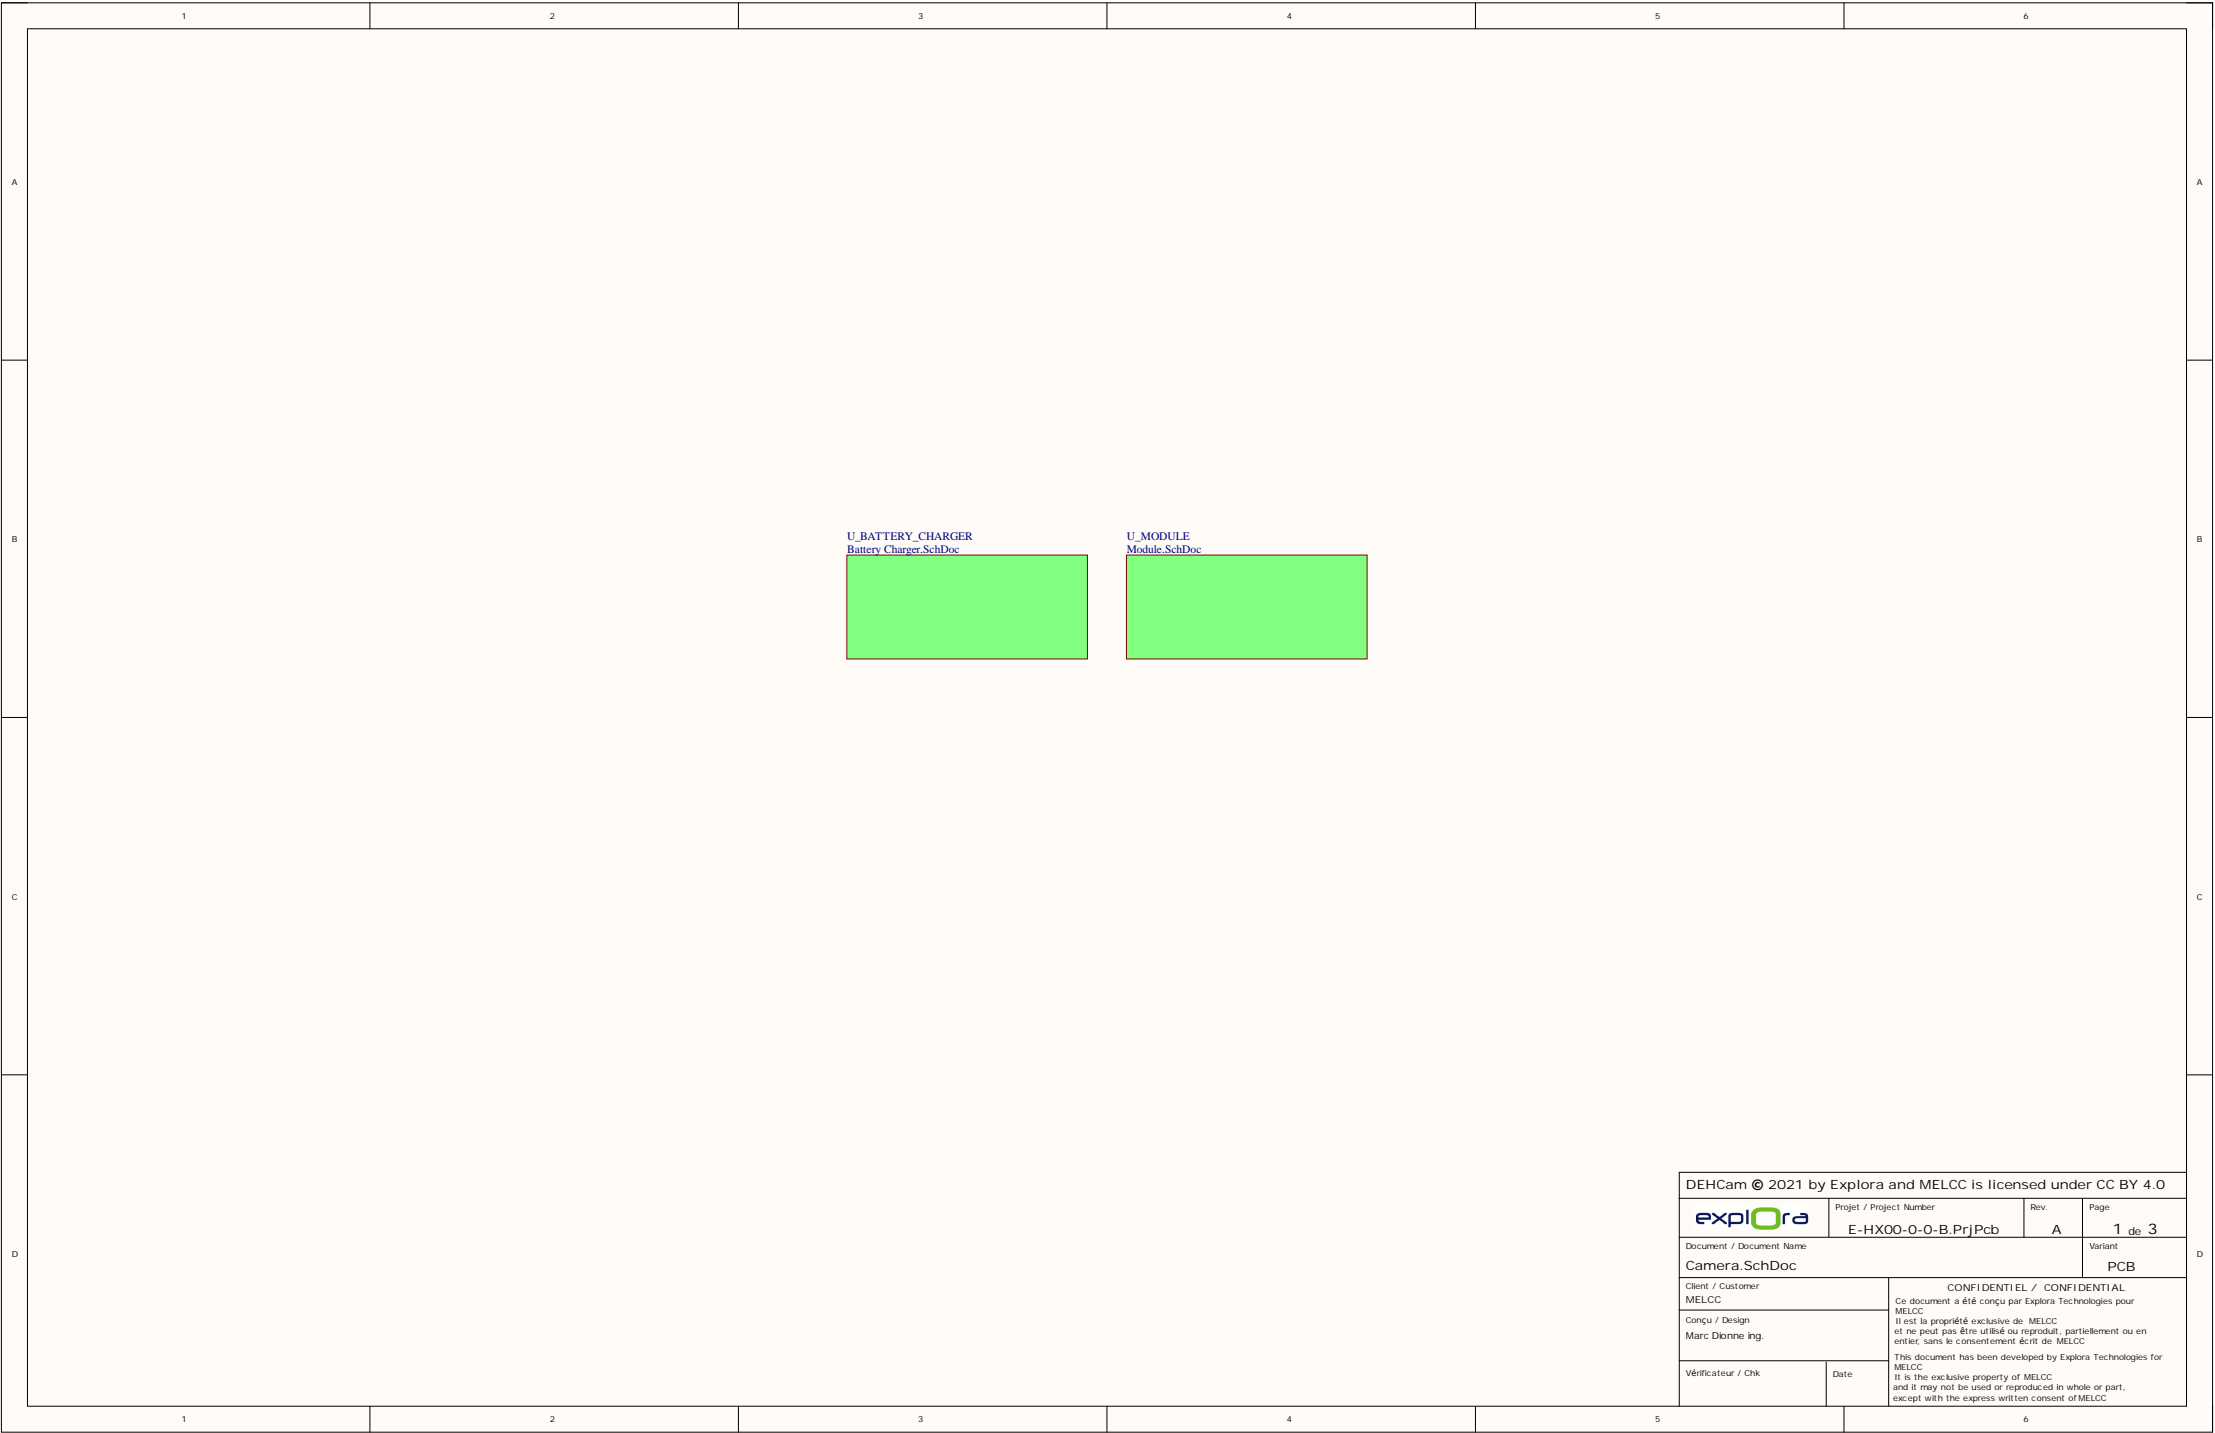 1 2 3 4 5 6
A A
U_BATTERY_CHARGER U_MODULE
B B
Battery Charger.SchDoc Module.SchDoc
C C
DEHCam © 2021 by Explora and MELCC is licensed under CC BY 4.0
explora
Projet / Project Number Rev. Page
E-HX00-0-0-B.PrjPcb A 1 de 3
Document / Document Name Variant
D D
Camera.SchDoc PCB
Client / Customer
MELCC
Conçu / Design
Marc Dionne ing.
Vérificateur / Chk Date
CONFIDENTIEL / CONFIDENTIAL
Ce document a été conçu par Explora Technologies pour
MELCC
Il est la propriété exclusive de MELCC
et ne peut pas être utilisé ou reproduit, partiellement ou en
entier, sans le consentement écrit de MELCC
This document has been developed by Explora Technologies for
MELCC
It is the exclusive property of MELCC
and it may not be used or reproduced in whole or part,
except with the express written consent of MELCC
1 2 3 4 5 6